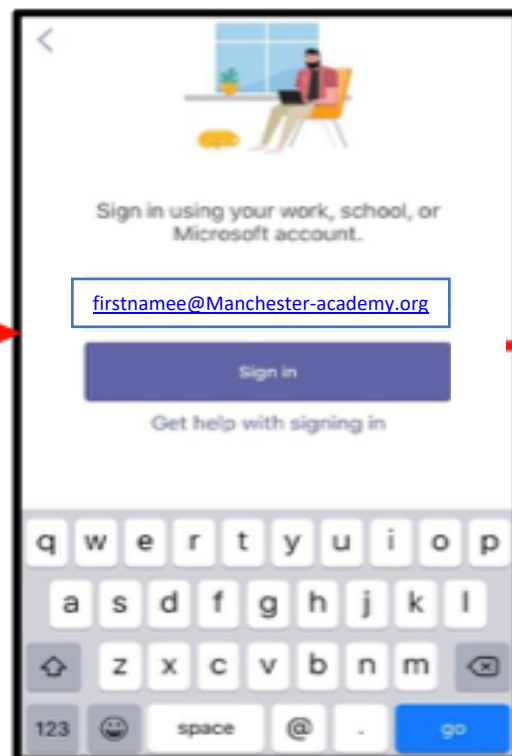 Sign in using your work, school, or
Microsoft account.
firstnamee@Manchester-academy.org
Sign in
Get help with signing in
q w e r t y u i o p
a s d f g h j k l
z x c v b n m
123 space @ . go